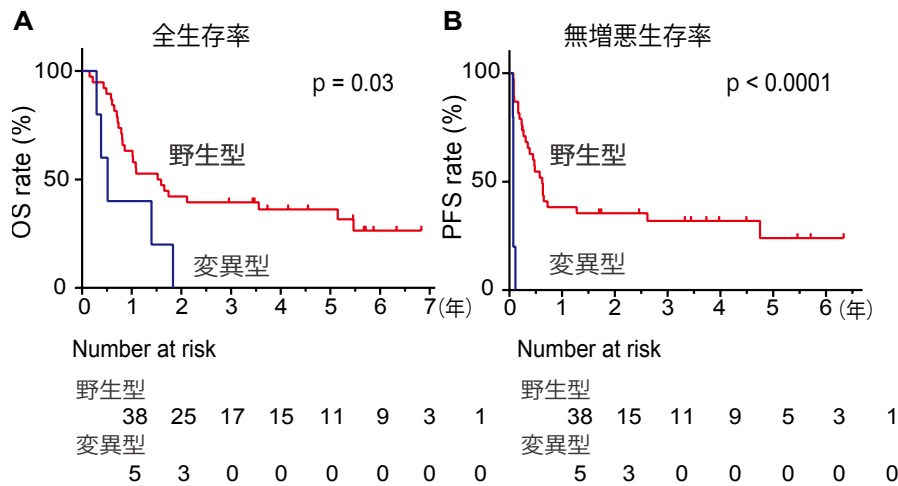 A 全生存率
p = 0.03
OS rate (%)
100
50
0
野生型
変異型
0 1 2 3 4 5 6 7 (年)
Number at risk
野生型
38 25 17 15 11 9 3 1
変異型
5 3 0 0 0 0 0 0
B 無増悪生存率
p < 0.0001
PFS rate (%)
100
50
0
野生型
変異型
0 1 2 3 4 5 6 (年)
Number at risk
野生型
38 15 11 9 5 3 1
変異型
5 3 0 0 0 0 0